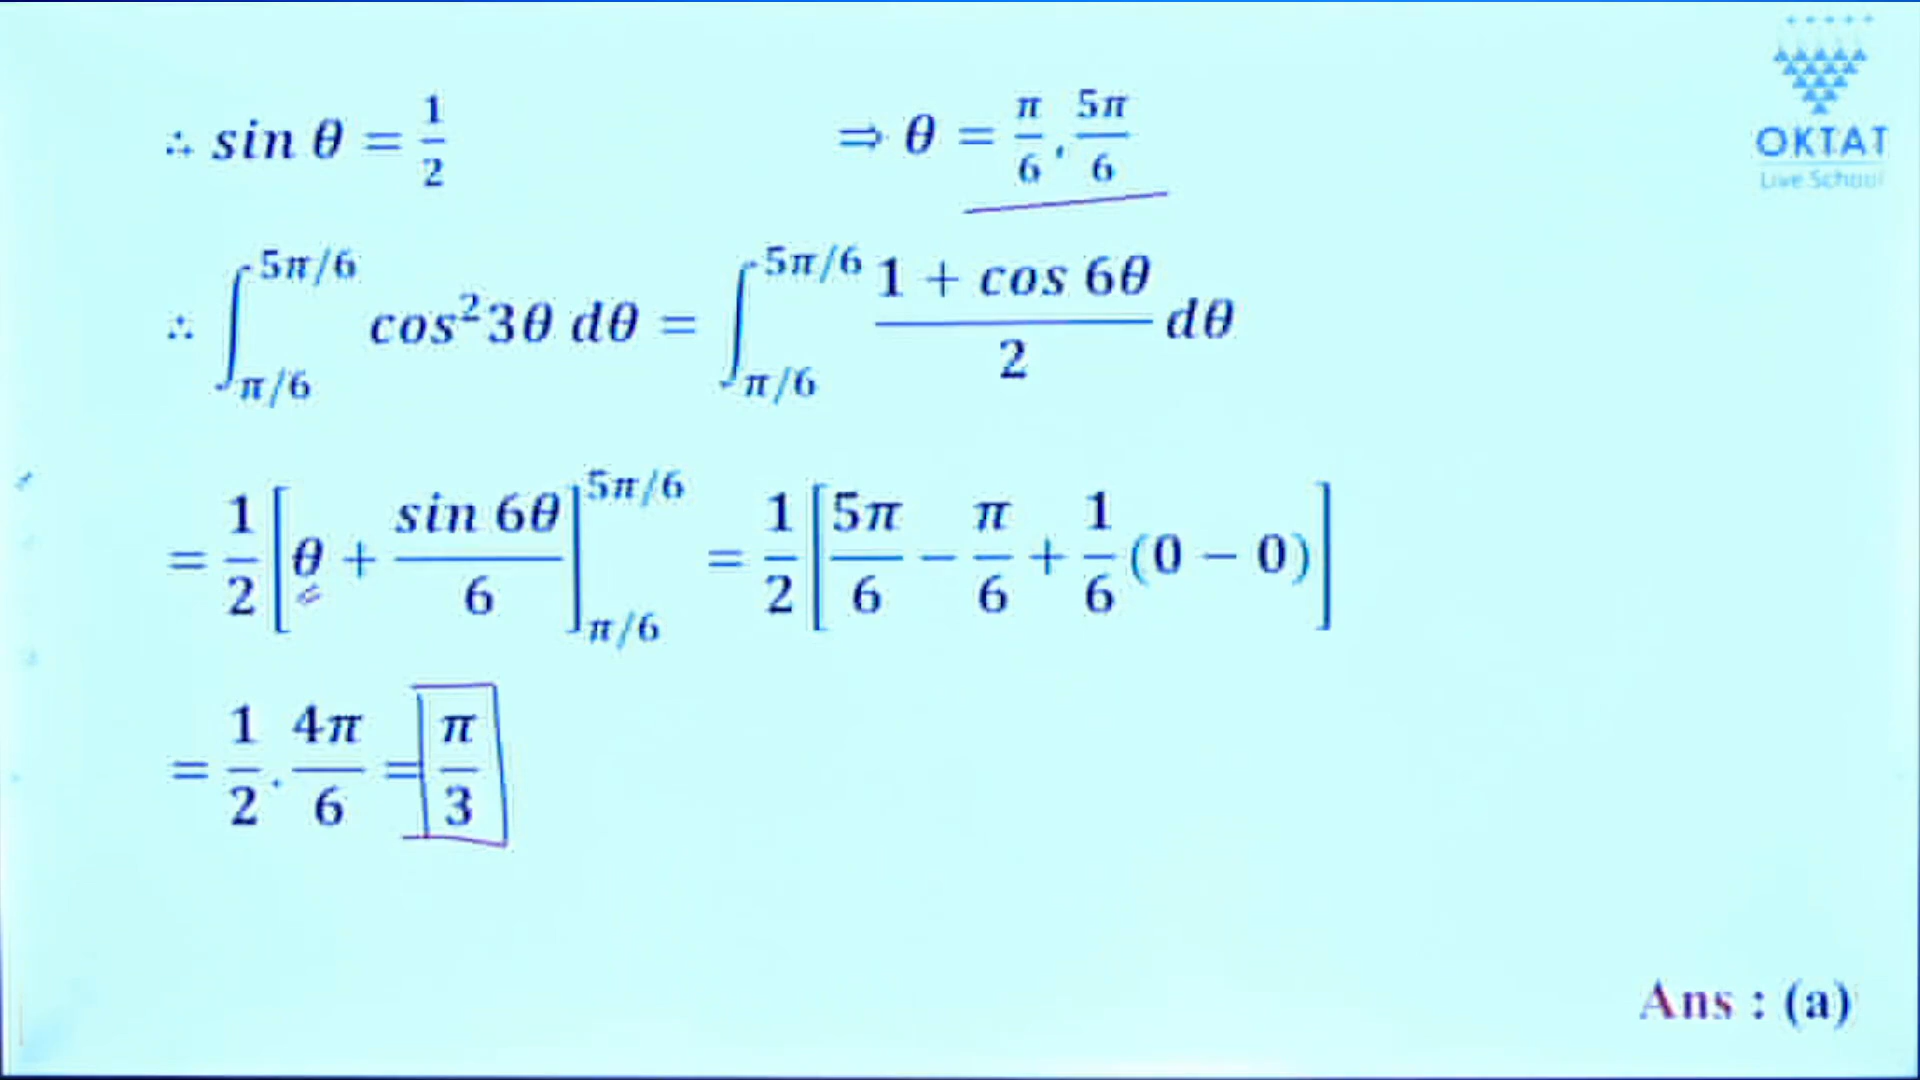 ∴ sin θ = 1/2 ⇒ θ = π/6, 5π/6
OKTAT
Live School
∴ ∫_{π/6}^{5π/6} cos²3θ dθ = ∫_{π/6}^{5π/6} (1 + cos 6θ)/2 dθ
= 1/2 [θ + sin 6θ/6]_{π/6}^{5π/6} = 1/2 [5π/6 − π/6 + 1/6 (0 − 0)]
= 1/2 . 4π/6 = π/3
Ans : (a)